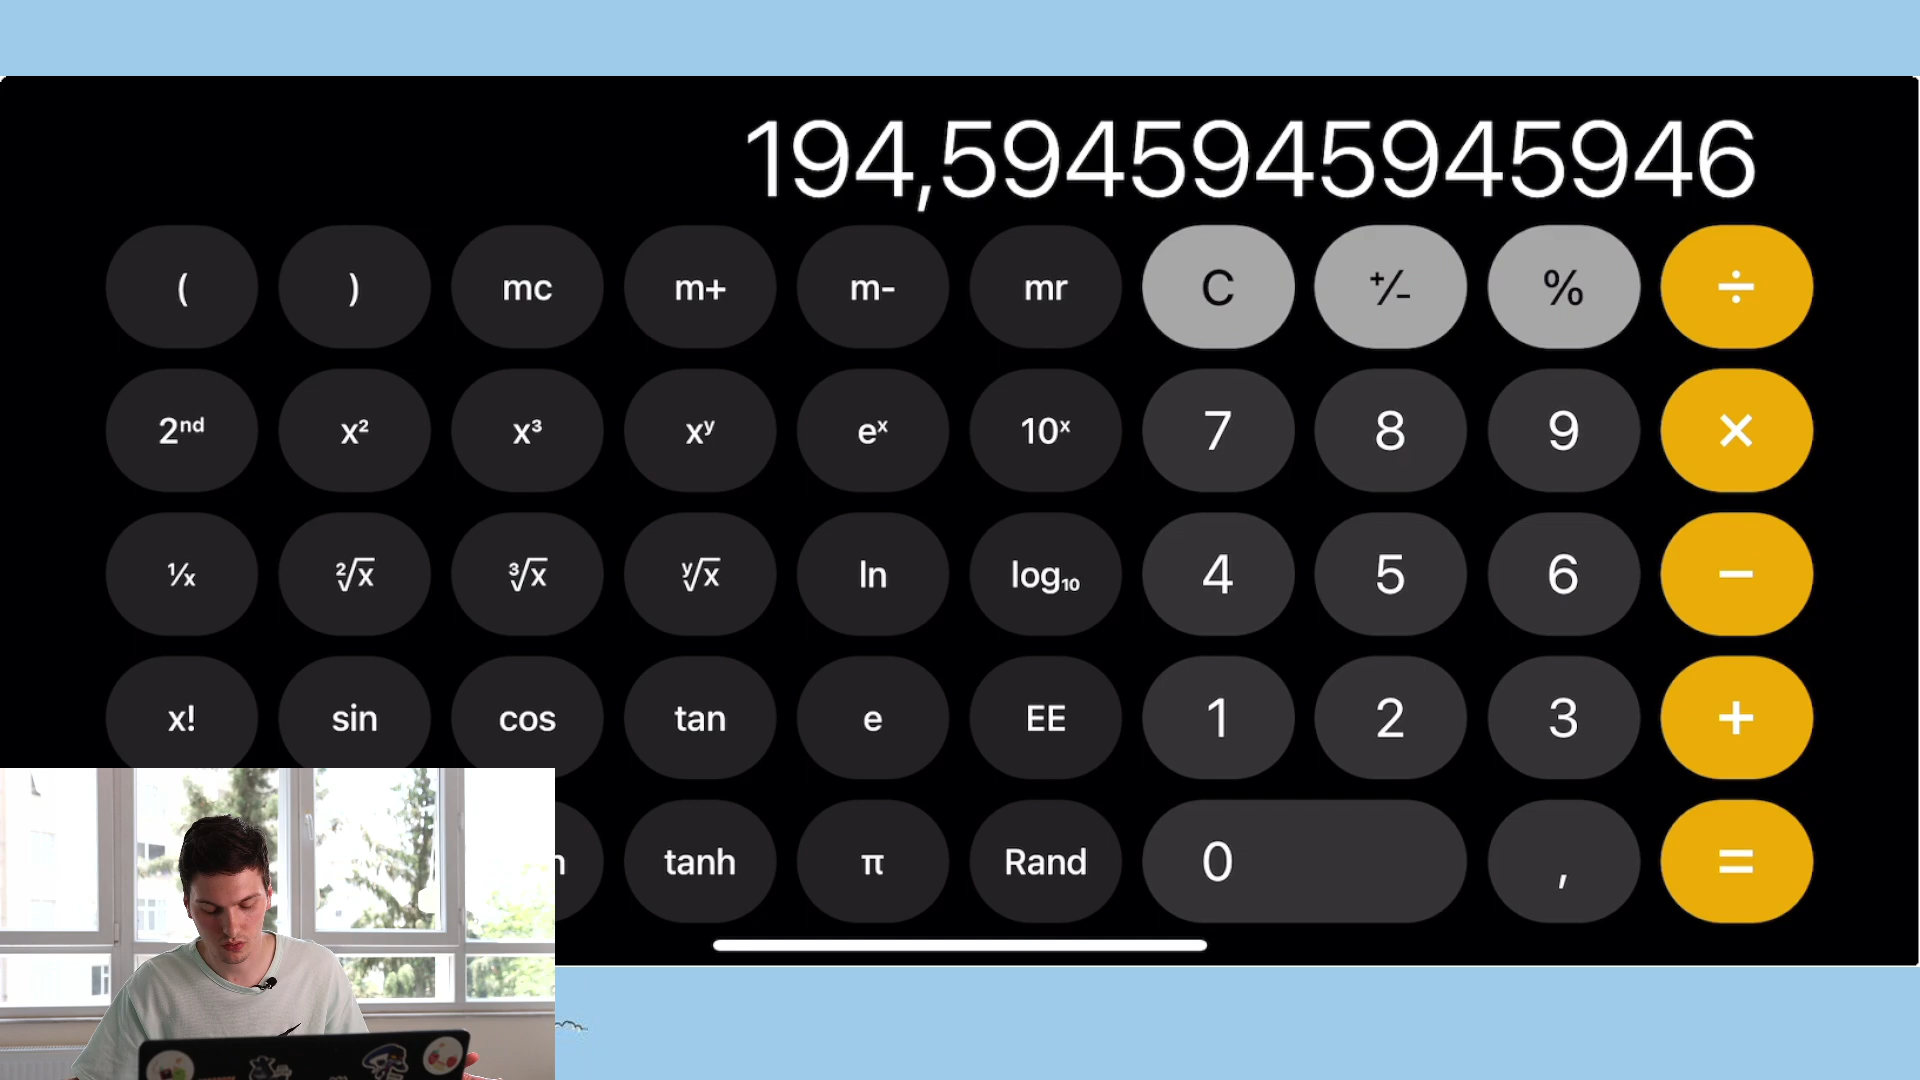 194,5945945945946
( ) mc m+ m- mr C +/- % ÷
2nd x² x³ xʸ eˣ 10ˣ 7 8 9 ×
¹⁄x ²√x ³√x ʸ√x ln log₁₀ 4 5 6 −
x! sin cos tan e EE 1 2 3 +
tanh π Rand 0 , =